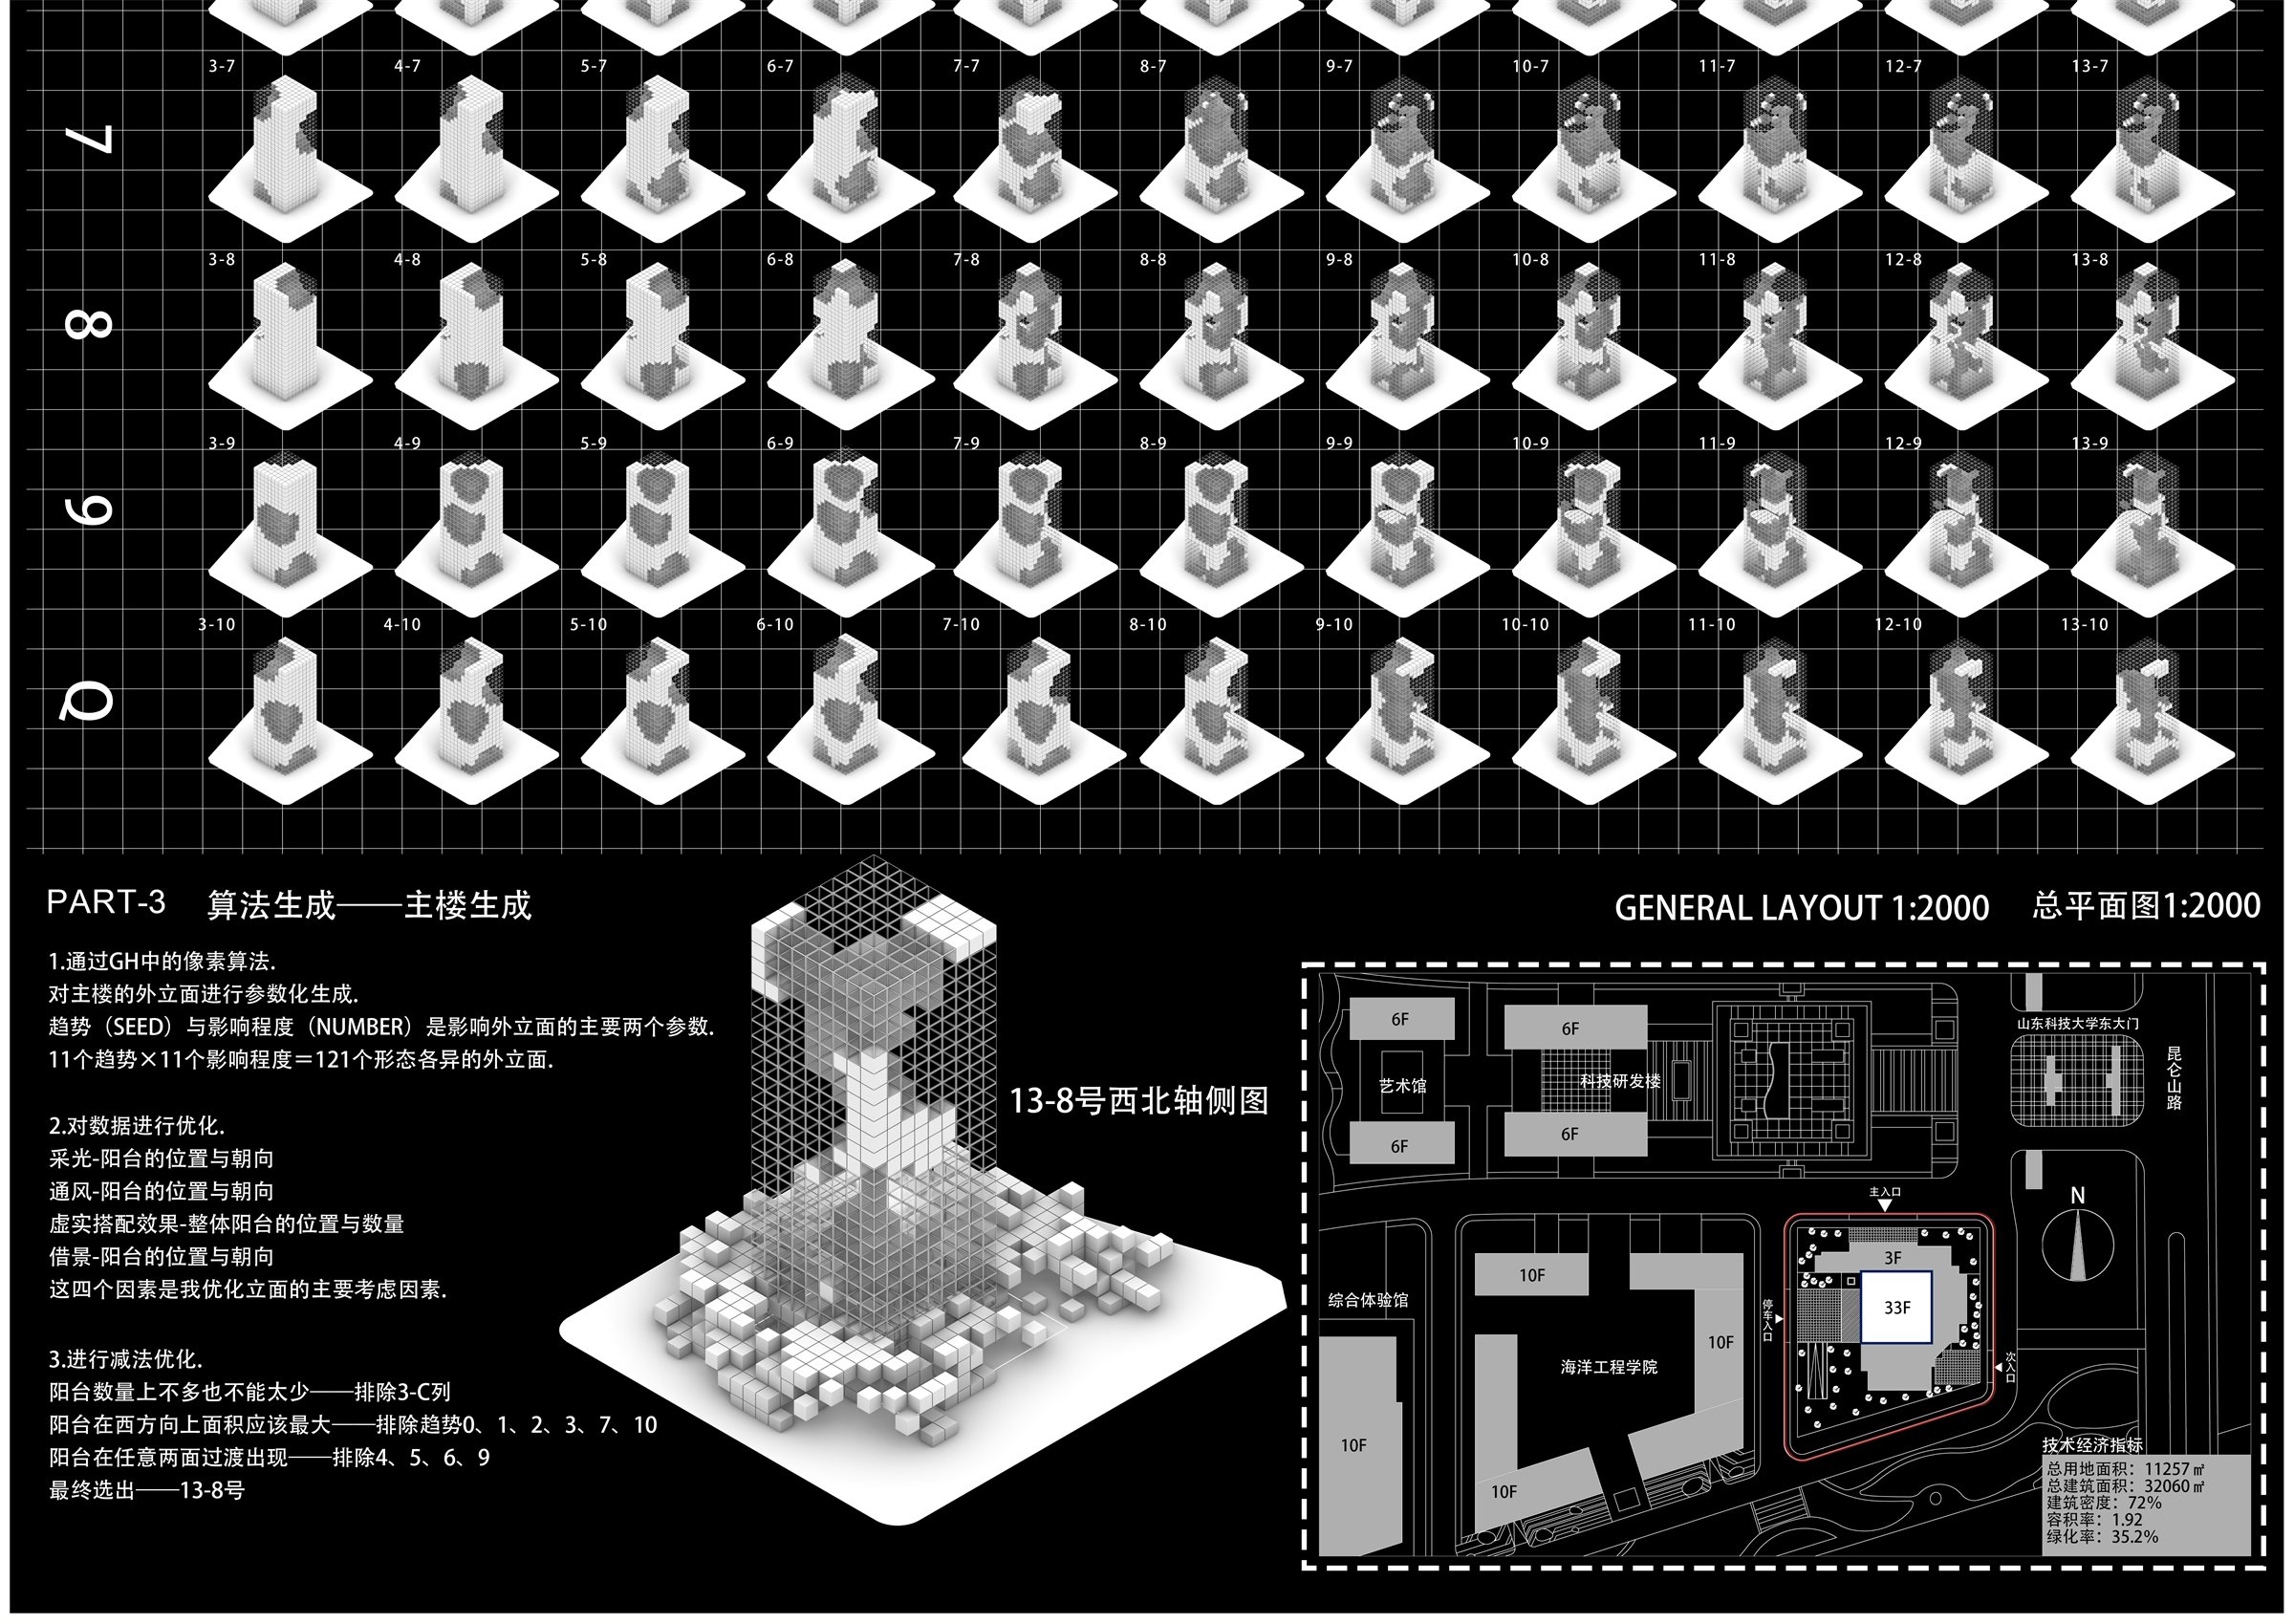 3-7 4-7 5-7 6-7 7-7 8-7 9-7 10-7 11-7 12-7 13-7
7
3-8 4-8 5-8 6-8 7-8 8-8 9-8 10-8 11-8 12-8 13-8
8
3-9 4-9 5-9 6-9 7-9 8-9 9-9 10-9 11-9 12-9 13-9
9
3-10 4-10 5-10 6-10 7-10 8-10 9-10 10-10 11-10 12-10 13-10
Q
PART-3 算法生成——主楼生成
1.通过GH中的像素算法.
对主楼的外立面进行参数化生成.
趋势（SEED）与影响程度（NUMBER）是影响外立面的主要两个参数.
11个趋势×11个影响程度＝121个形态各异的外立面.
2.对数据进行优化.
采光-阳台的位置与朝向
通风-阳台的位置与朝向
虚实搭配效果-整体阳台的位置与数量
借景-阳台的位置与朝向
这四个因素是我优化立面的主要考虑因素.
3.进行减法优化.
阳台数量上不多也不能太少——排除3-C列
阳台在西方向上面积应该最大——排除趋势0、1、2、3、7、10
阳台在任意两面过渡出现——排除4、5、6、9
最终选出——13-8号
13-8号西北轴侧图
GENERAL LAYOUT 1:2000 总平面图1:2000
6F
6F
山东科技大学东大门
昆仑山路
艺术馆
科技研发楼
6F
6F
主入口
N
3F
10F
综合体验馆
33F
停车入口
10F
海洋工程学院
次入口
10F
10F
技术经济指标
总用地面积：11257㎡
总建筑面积：32060㎡
建筑密度：72%
容积率：1.92
绿化率：35.2%